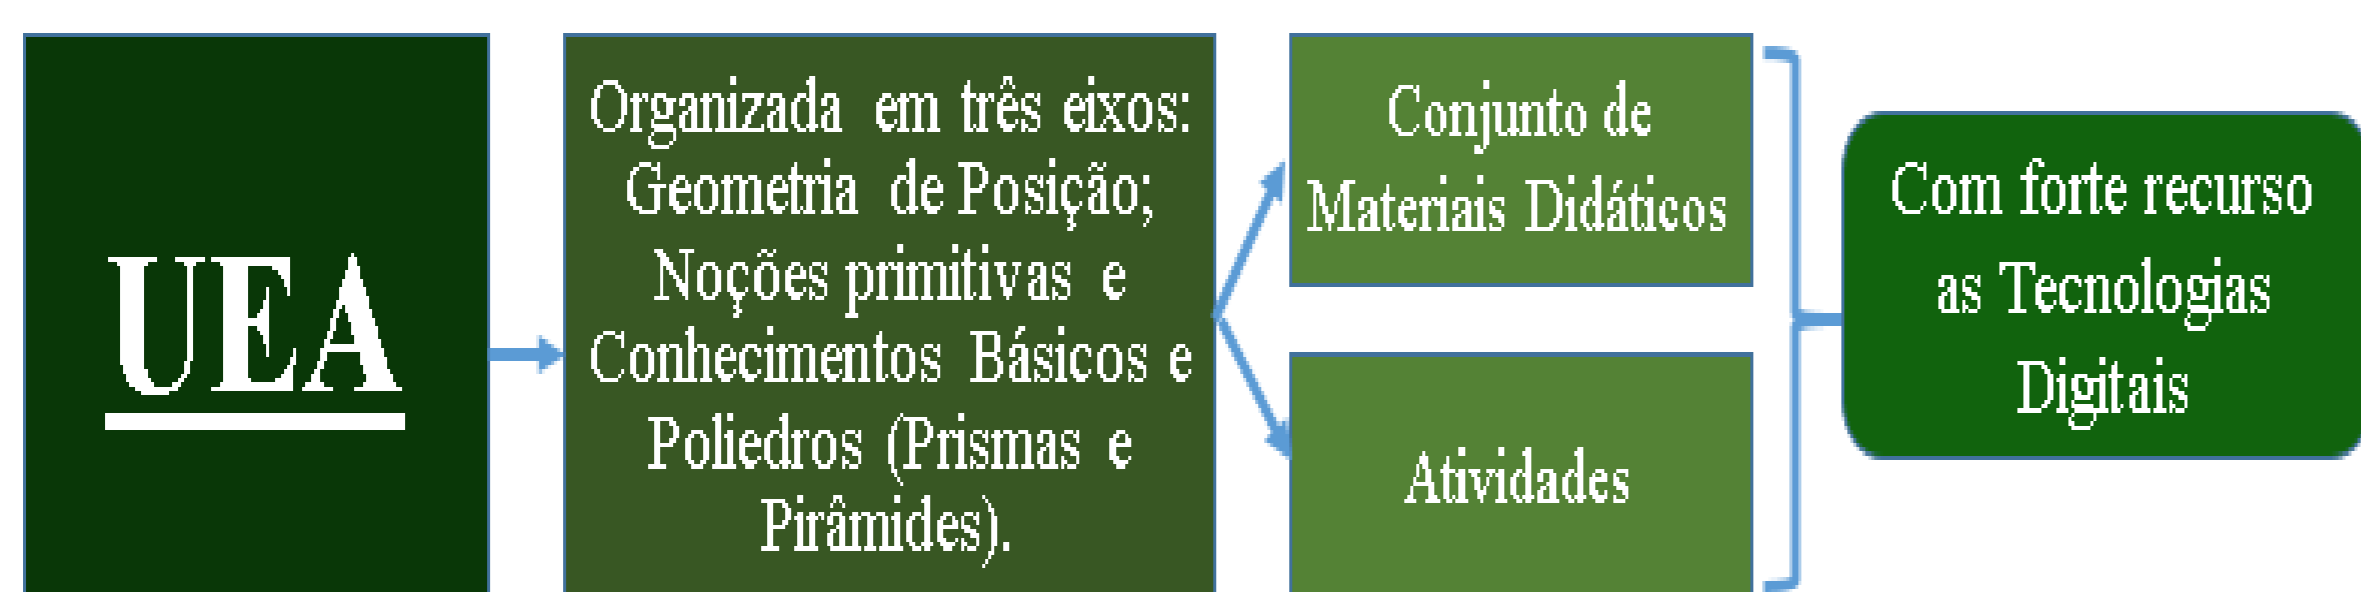 UEA
Organizada em três eixos:
Geometria de Posição;
Noções primitivas e
Conhecimentos Básicos e
Poliedros (Prismas e
Pirâmides).
Conjunto de
Materiais Didáticos
Atividades
Com forte recurso
as Tecnologias
Digitais